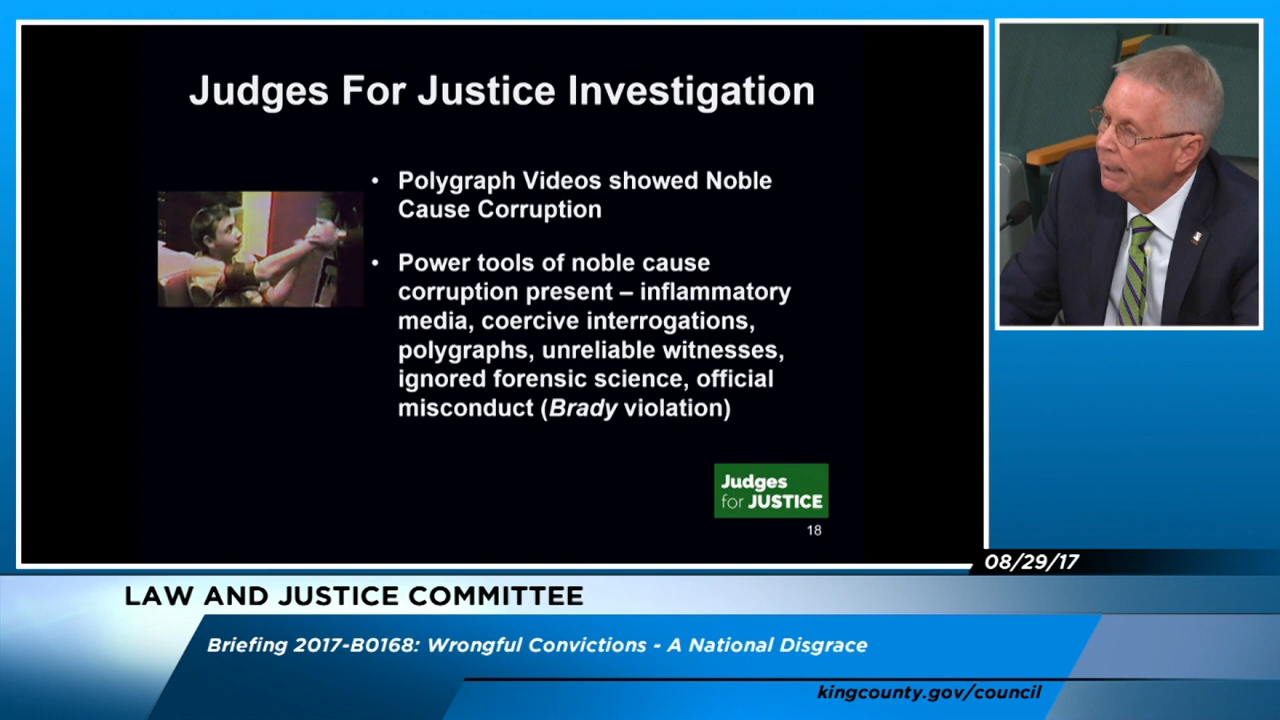 Judges For Justice Investigation
• Polygraph Videos showed Noble
Cause Corruption
• Power tools of noble cause
corruption present – inflammatory
media, coercive interrogations,
polygraphs, unreliable witnesses,
ignored forensic science, official
misconduct (Brady violation)
Judges
for JUSTICE
18
08/29/17
LAW AND JUSTICE COMMITTEE
Briefing 2017-B0168: Wrongful Convictions - A National Disgrace
kingcounty.gov/council